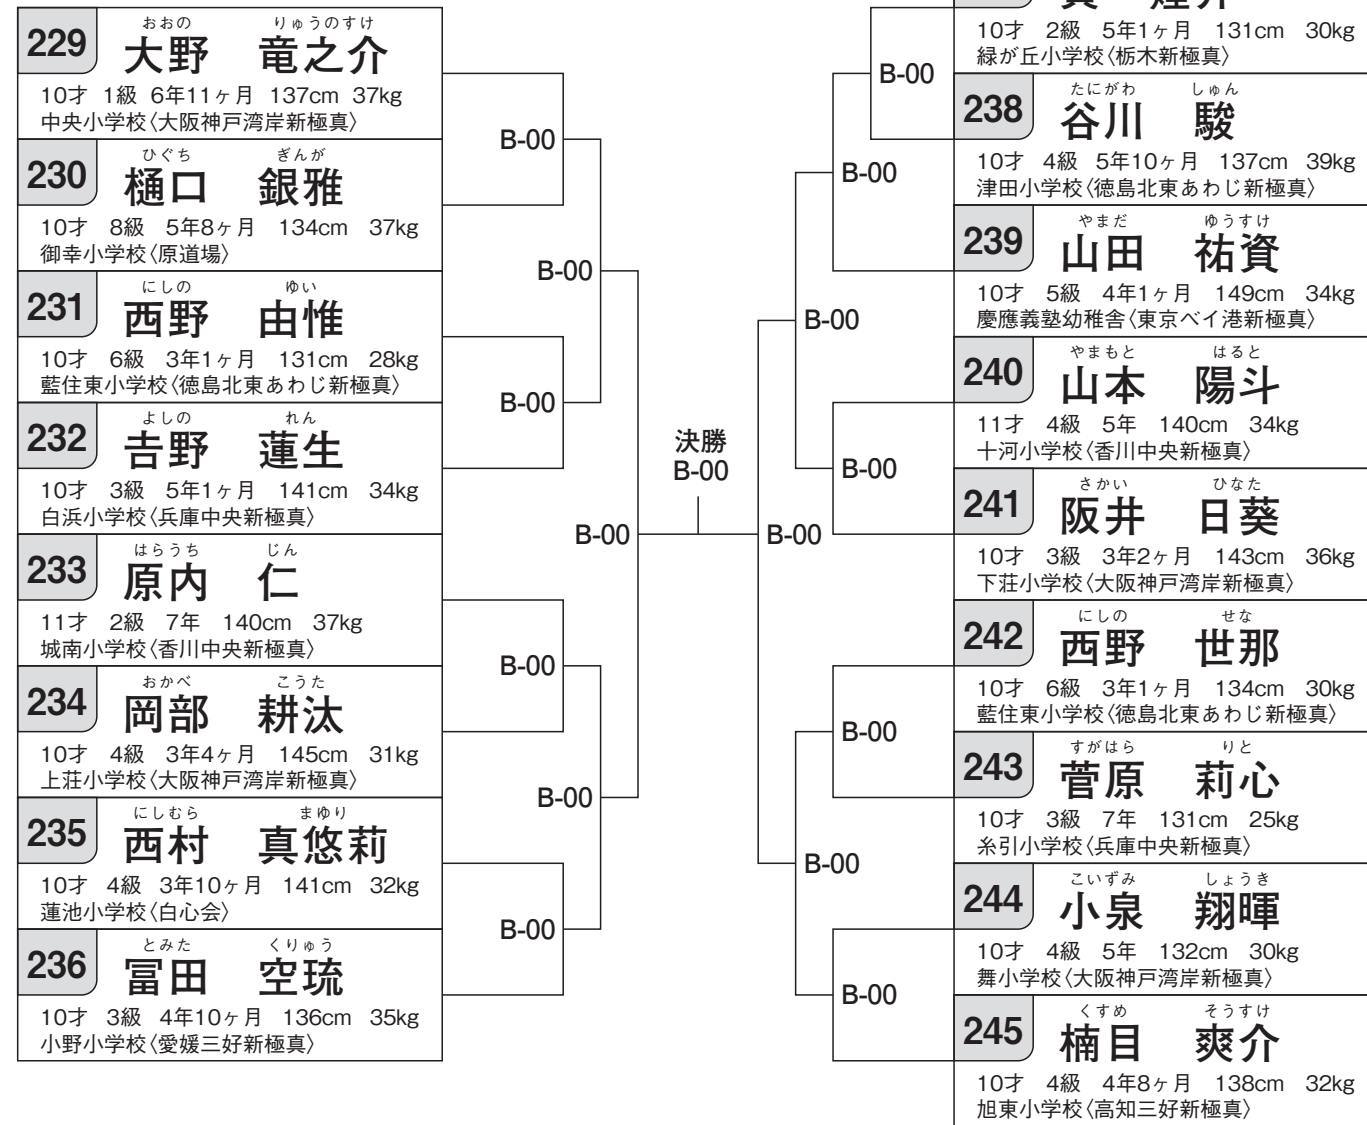 229
おおの りゅうのすけ
大野 竜之介
10才 1級 6年11ヶ月 137cm 37kg
中央小学校〈大阪神戸湾岸新極真〉
230
ひぐち ぎんが
樋口 銀雅
10才 8級 5年8ヶ月 134cm 37kg
御幸小学校〈原道場〉
231
にしの ゆい
西野 由惟
10才 6級 3年1ヶ月 131cm 28kg
藍住東小学校〈徳島北東あわじ新極真〉
232
よしの れん
𠮷野 蓮生
10才 3級 5年1ヶ月 141cm 34kg
白浜小学校〈兵庫中央新極真〉
233
はらうち じん
原内 仁
11才 2級 7年 140cm 37kg
城南小学校〈香川中央新極真〉
234
おかべ こうた
岡部 耕汰
10才 4級 3年4ヶ月 145cm 31kg
上荘小学校〈大阪神戸湾岸新極真〉
235
にしむら まゆり
西村 真悠莉
10才 4級 3年10ヶ月 141cm 32kg
蓮池小学校〈白心会〉
236
とみた くりゅう
冨田 空琉
10才 3級 4年10ヶ月 136cm 35kg
小野小学校〈愛媛三好新極真〉
B-00
B-00
B-00
B-00
B-00
B-00
B-00
決勝
B-00
B-00
B-00
B-00
B-00
B-00
B-00
B-00
B-00
10才 2級 5年1ヶ月 131cm 30kg
緑が丘小学校〈栃木新極真〉
238
たにがわ しゅん
谷川 駿
10才 4級 5年10ヶ月 137cm 39kg
津田小学校〈徳島北東あわじ新極真〉
239
やまだ ゆうすけ
山田 祐資
10才 5級 4年1ヶ月 149cm 34kg
慶應義塾幼稚舎〈東京ベイ港新極真〉
240
やまもと はると
山本 陽斗
11才 4級 5年 140cm 34kg
十河小学校〈香川中央新極真〉
241
さかい ひなた
阪井 日葵
10才 3級 3年2ヶ月 143cm 36kg
下荘小学校〈大阪神戸湾岸新極真〉
242
にしの せな
西野 世那
10才 6級 3年1ヶ月 134cm 30kg
藍住東小学校〈徳島北東あわじ新極真〉
243
すがはら りと
菅原 莉心
10才 3級 7年 131cm 25kg
糸引小学校〈兵庫中央新極真〉
244
こいずみ しょうき
小泉 翔暉
10才 4級 5年 132cm 30kg
舞小学校〈大阪神戸湾岸新極真〉
245
くすめ そうすけ
楠目 爽介
10才 4級 4年8ヶ月 138cm 32kg
旭東小学校〈高知三好新極真〉